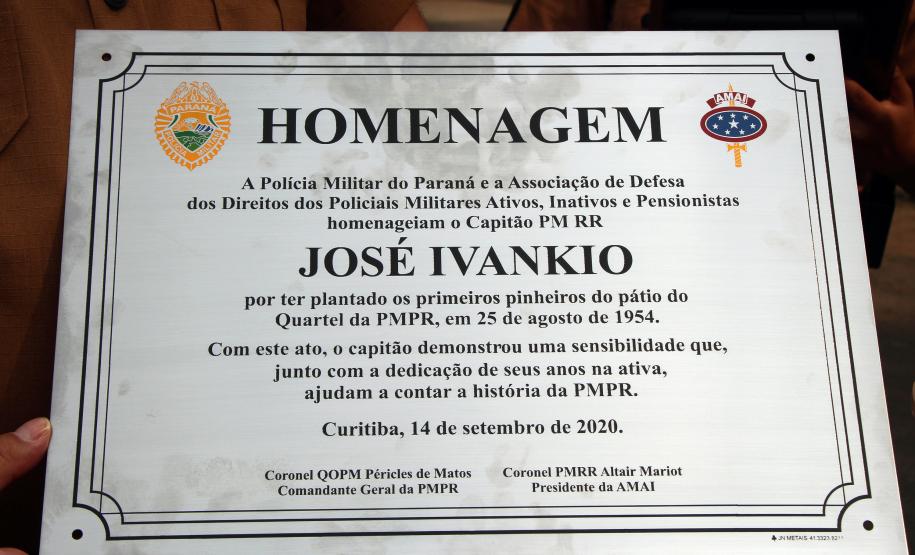 PARANÁ
AMAI
HOMENAGEM
A Polícia Militar do Paraná e a Associação de Defesa
dos Direitos dos Policiais Militares Ativos, Inativos e Pensionistas
homenageiam o Capitão PM RR
JOSÉ IVANKIO
por ter plantado os primeiros pinheiros do pátio do
Quartel da PMPR, em 25 de agosto de 1954.
Com este ato, o capitão demonstrou uma sensibilidade que,
junto com a dedicação de seus anos na ativa,
ajudam a contar a história da PMPR.
Curitiba, 14 de setembro de 2020.
Coronel QOPM Péricles de Matos
Comandante Geral da PMPR
Coronel PMRR Altair Mariot
Presidente da AMAI
JN METAIS